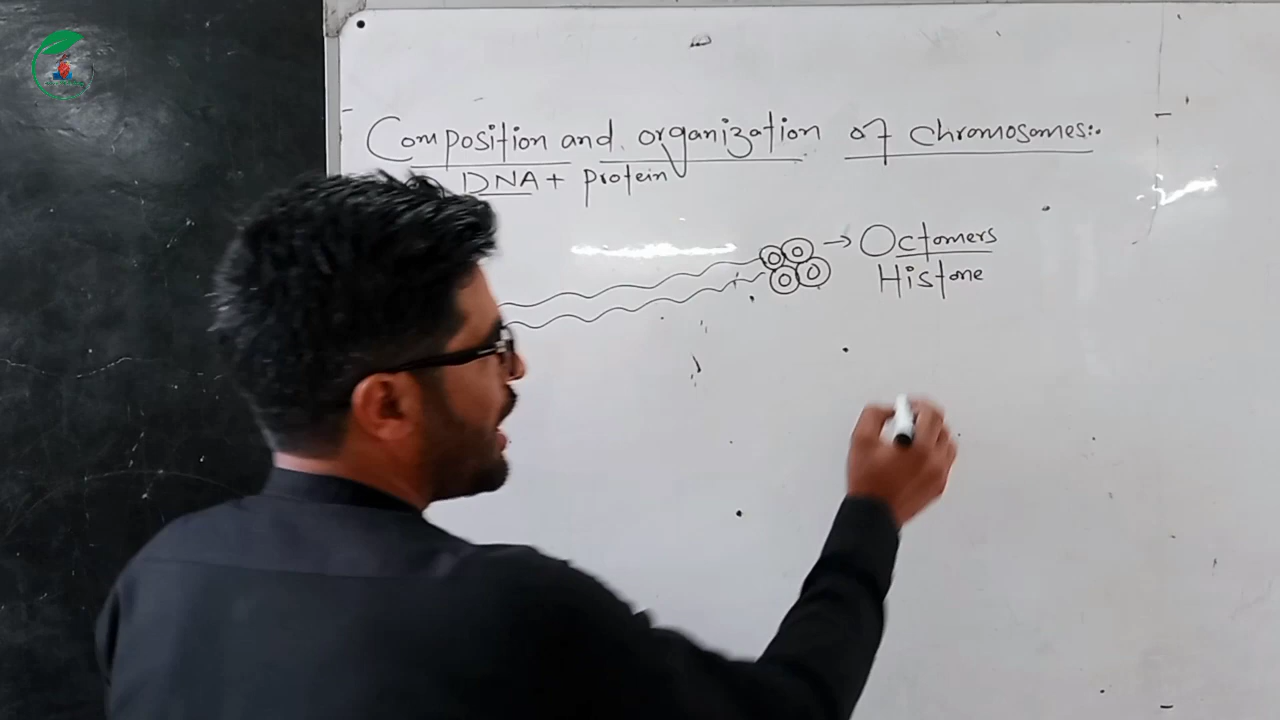 Composition and organization of chromosomes:.
DNA + protein
→ Octomers
Histone